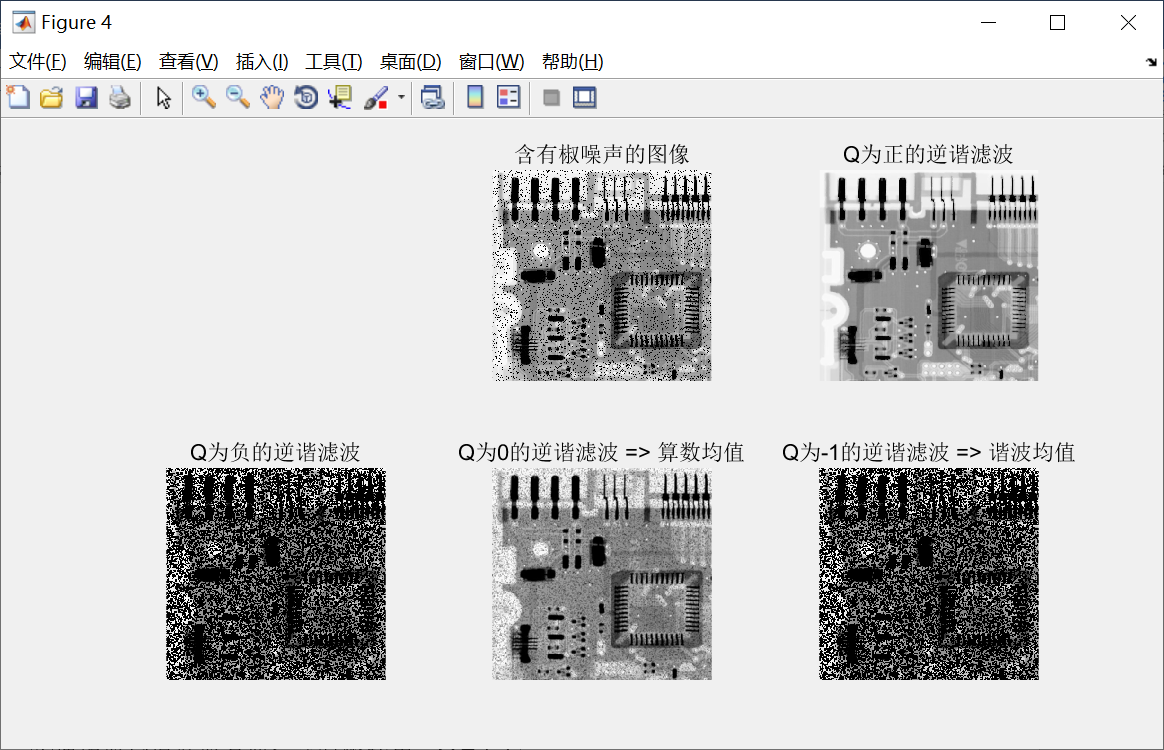 Figure 4
文件(F) 编辑(E) 查看(V) 插入(I) 工具(T) 桌面(D) 窗口(W) 帮助(H)
含有椒噪声的图像
Q为正的逆谐滤波
Q为负的逆谐滤波
Q为0的逆谐滤波 => 算数均值
Q为-1的逆谐滤波 => 谐波均值